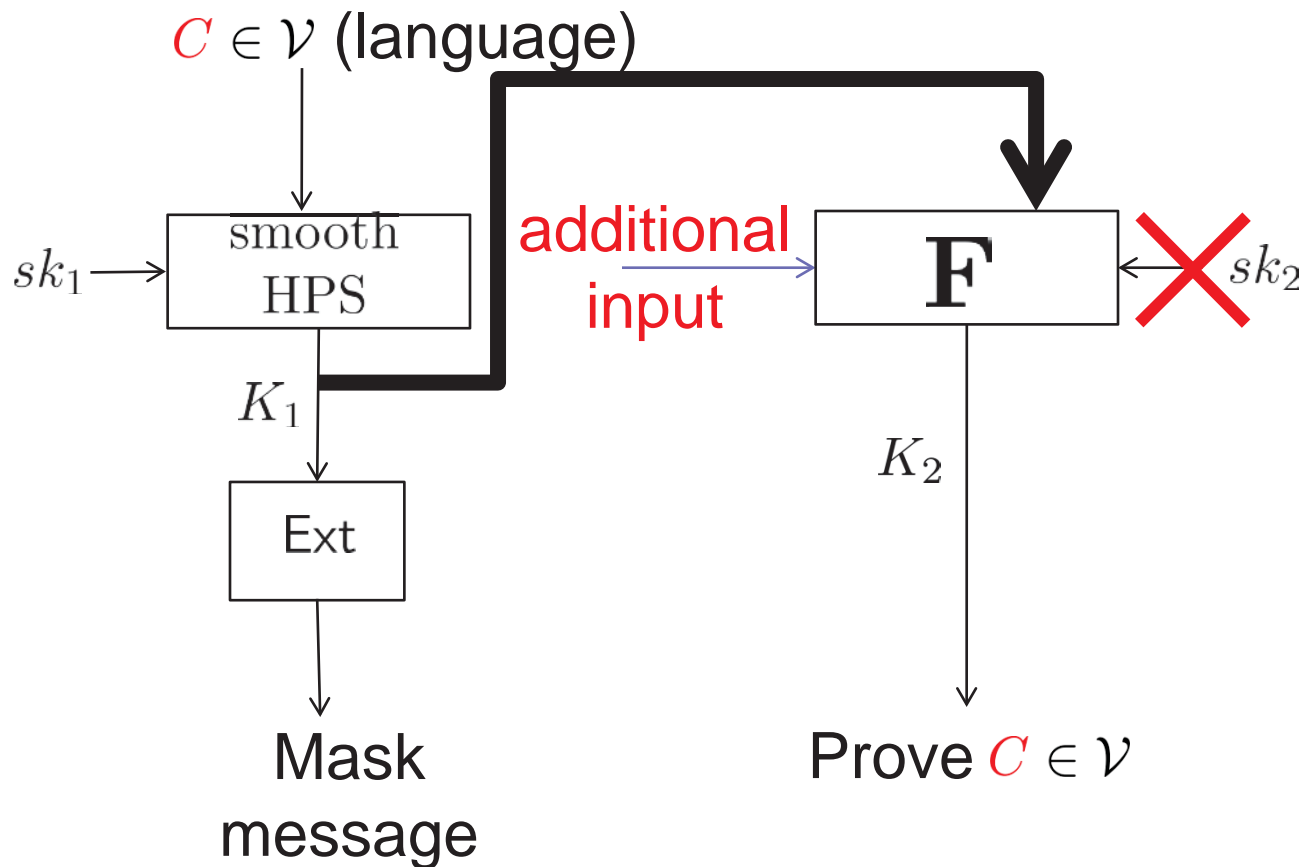 C ∈ 𝒱 (language)
smooth
HPS
sk₁
additional
input
F
sk₂
K₁
K₂
Ext
Mask
message
Prove C ∈ 𝒱